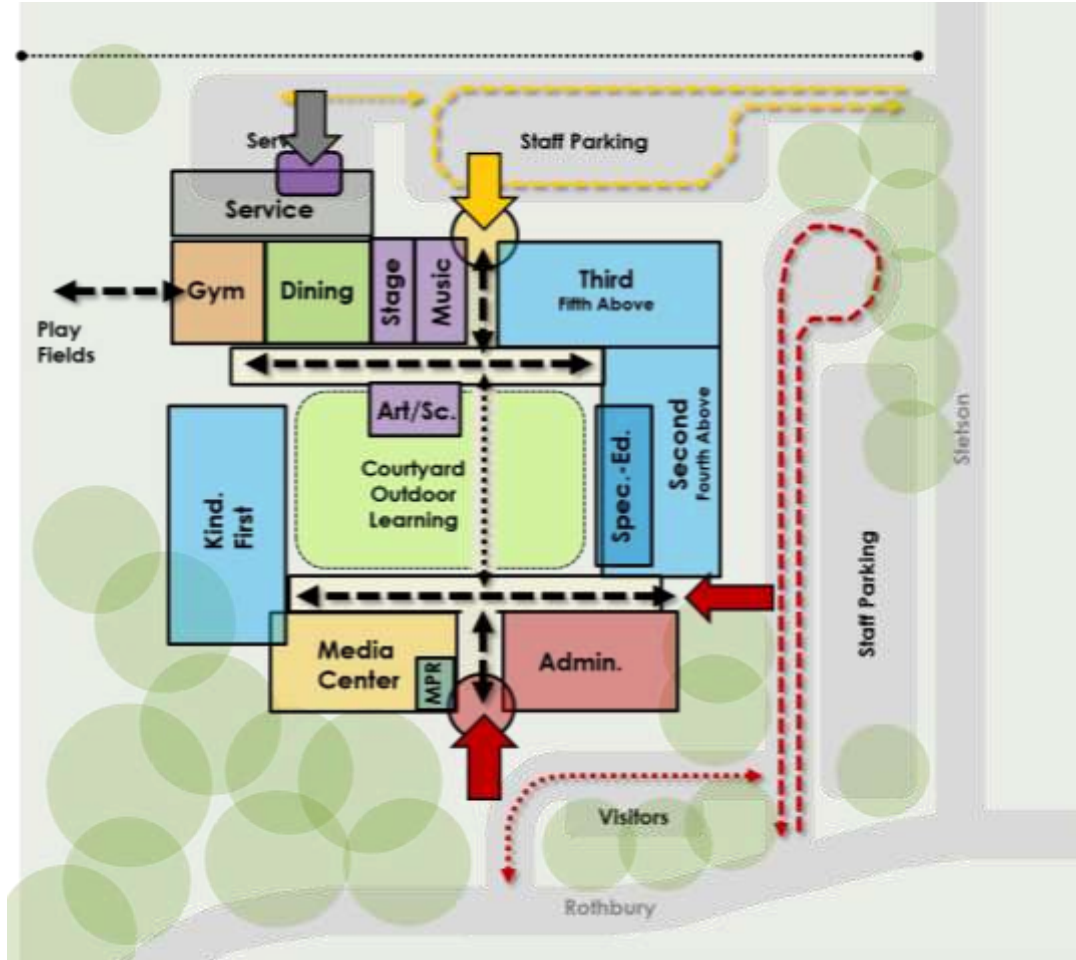 Staff Parking
Service
Gym
Dining
Stage
Music
Third
Fifth Above
Play
Fields
Art/Sc.
Courtyard
Outdoor
Learning
Kind.
First
Spec.-Ed.
Second
Fourth Above
Stetson
Staff Parking
Media
Center
MPR
Admin.
Visitors
Rothbury